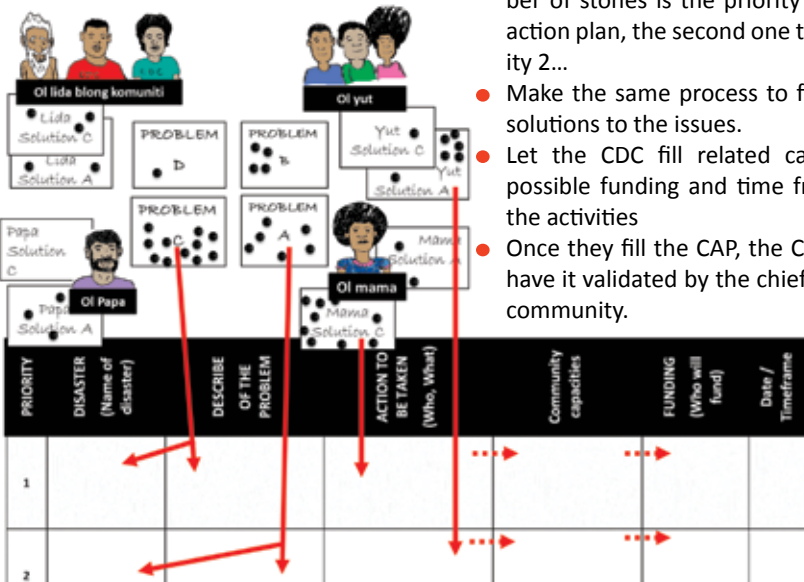 ber of stones is the priority
action plan, the second one
ity 2...
● Make the same process to
solutions to the issues.
● Let the CDC fill related
possible funding and time
the activities
● Once they fill the CAP, the
have it validated by the chief
community.
Ol lida blong komuniti
Lida
Solution C
Lida
Solution A
PROBLEM
D
PROBLEM
B
PROBLEM
C
PROBLEM
A
Ol yut
Yut
Solution C
Yut
Solution A
Papa
Solution
C
Ol Papa
Papa
Solution A
Mama
Solution A
Ol mama
Mama
Solution C
PRIORITY
DISASTER
(Name of
disaster)
DESCRIBE
OF THE
PROBLEM
ACTION TO
BE TAKEN
(Who, What)
Community
capacities
FUNDING
(Who will
fund)
Date /
Timeframe
1
2